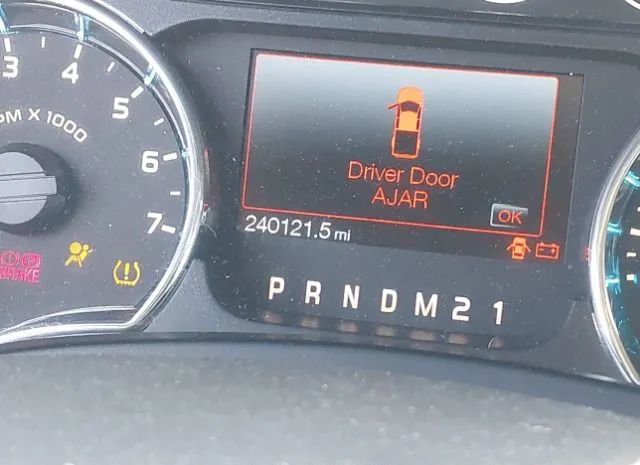 3
4
5
6
7
PM X 1000
Driver Door
AJAR
OK
240121.5 mi
BRAKE
P R N D M 2 1